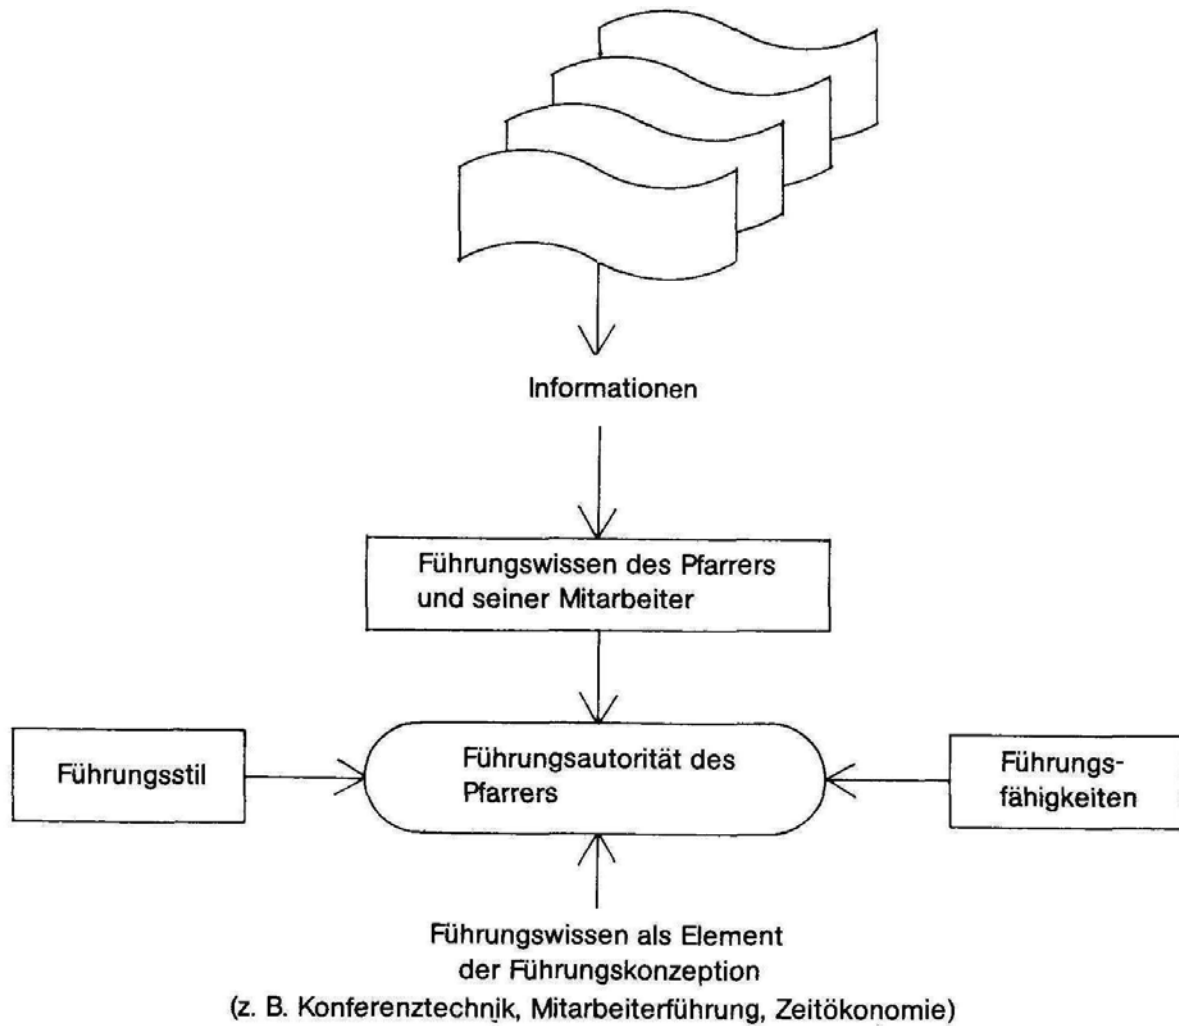 Informationen
Führungswissen des Pfarrers
und seiner Mitarbeiter
Führungsstil
Führungsautorität des
Pfarrers
Führungs-
fähigkeiten
Führungswissen als Element
der Führungskonzeption
(z. B. Konferenztechnik, Mitarbeiterführung, Zeitökonomie)